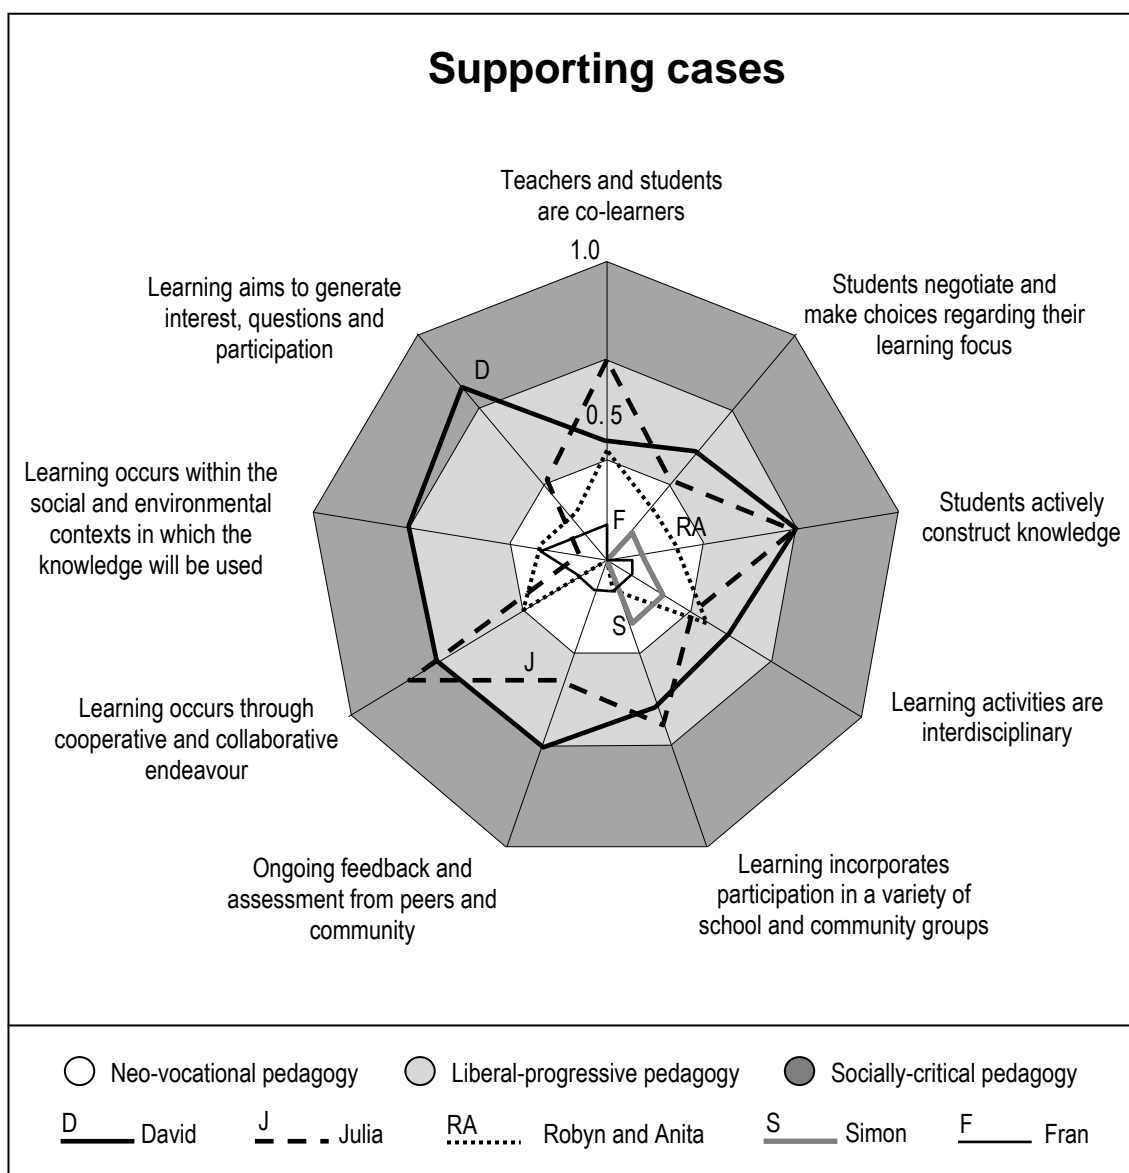 Supporting cases
Teachers and students
are co-learners
1.0
Learning aims to generate
interest, questions and
participation
Students negotiate and
make choices regarding their
learning focus
D
0. 5
Learning occurs within the
social and environmental
contexts in which the
knowledge will be used
Students actively
construct knowledge
F
RA
S
J
Learning activities are
interdisciplinary
Learning occurs through
cooperative and collaborative
endeavour
Ongoing feedback and
assessment from peers and
community
Learning incorporates
participation in a variety of
school and community groups
Neo-vocational pedagogy
Liberal-progressive pedagogy
Socially-critical pedagogy
D David
J Julia
RA Robyn and Anita
S Simon
F Fran